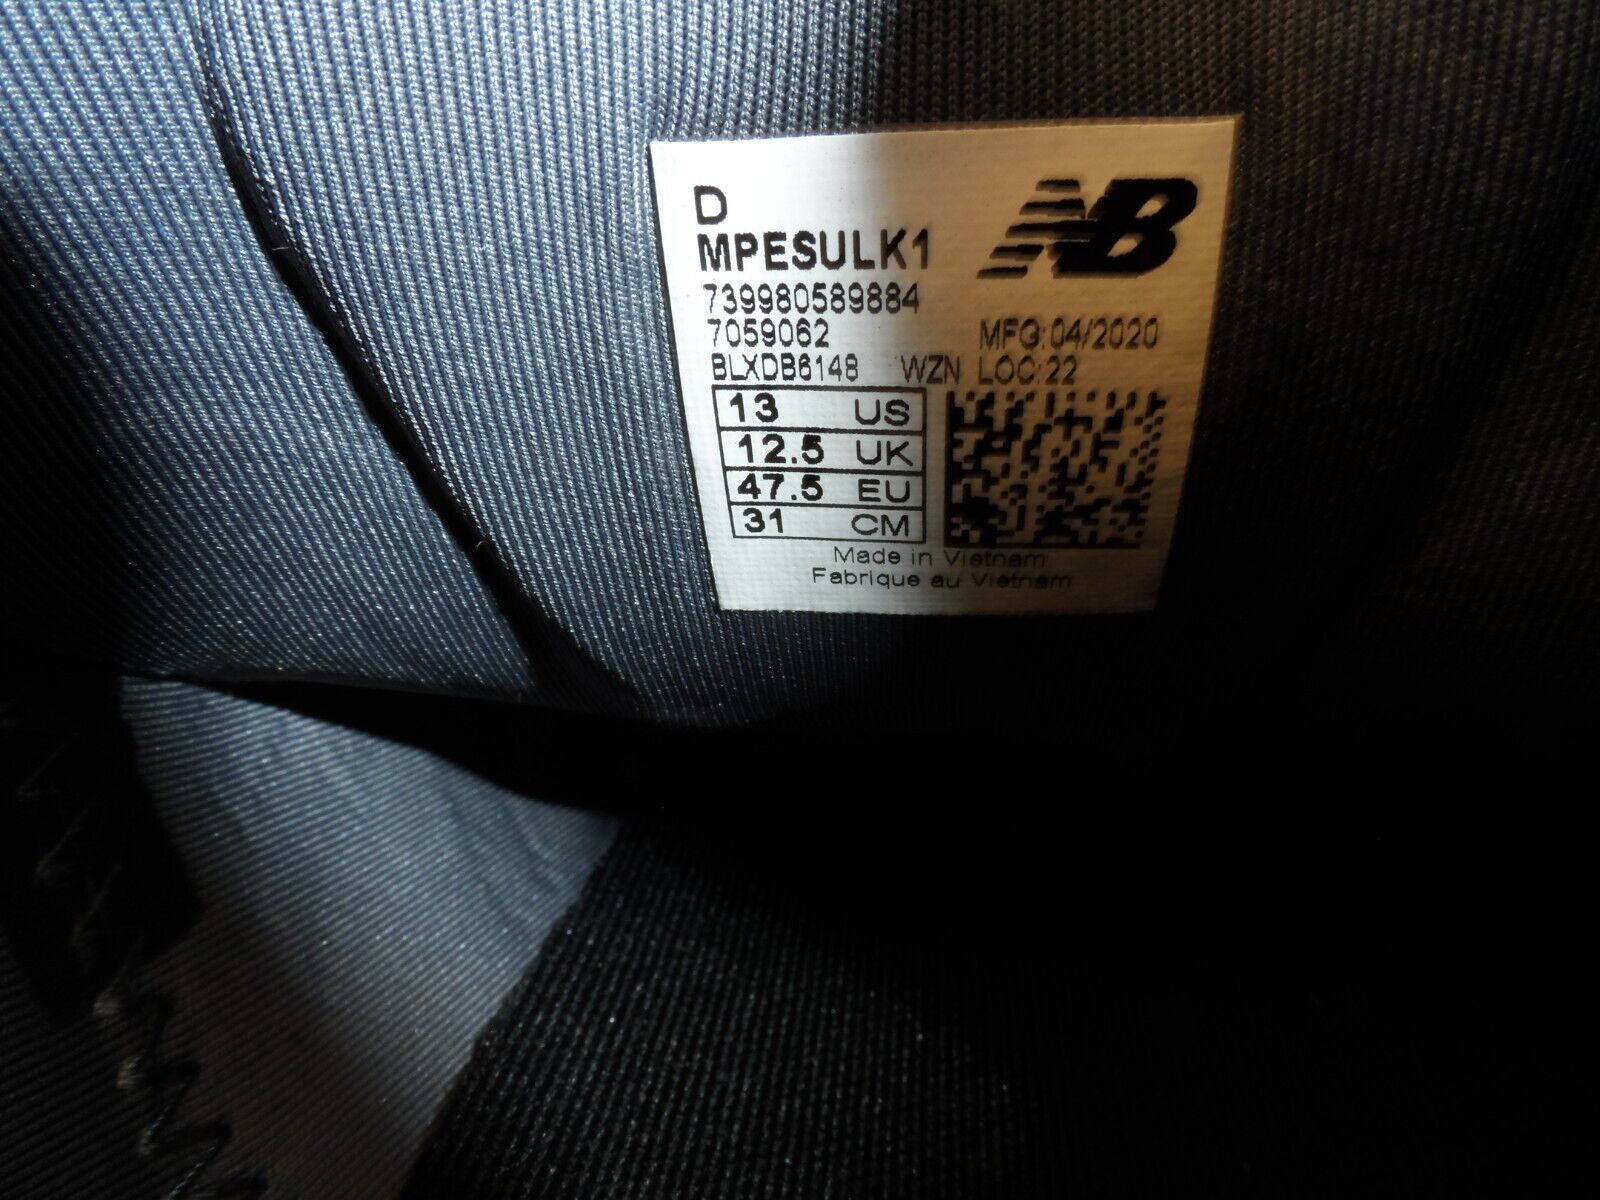 D
NB
MPESULK1
739980589884
7059062 MFG:04/2020
BLXDB6148 WZN LOC:22
13 US
12.5 UK
47.5 EU
31 CM
Made in Vietnam
Fabrique au Vietnam